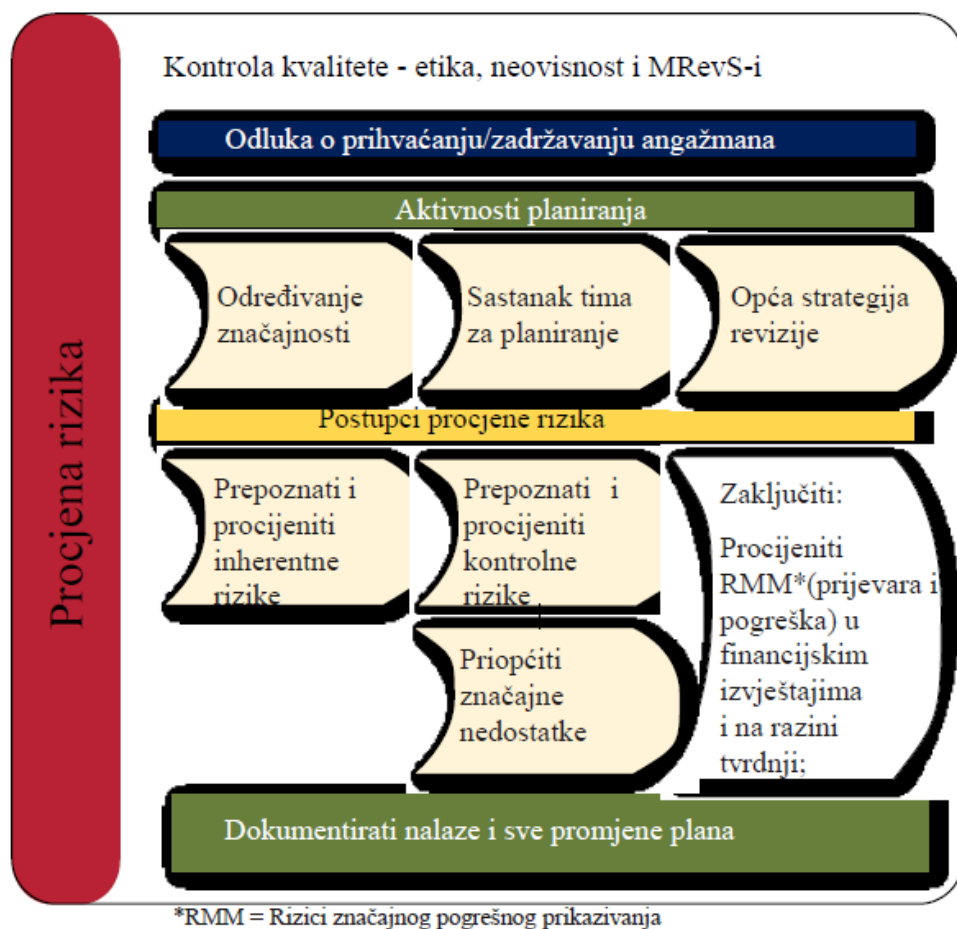 Procjena rizika
Kontrola kvalitete - etika, neovisnost i MRevS-i
Odluka o prihvaćanju/zadržavanju angažmana
Aktivnosti planiranja
Određivanje
značajnosti
Sastanak tima
za planiranje
Opća strategija
revizije
Postupci procjene rizika
Prepoznati i
procijeniti
inherentne
rizike
Prepoznati i
procijeniti
kontrolne
rizike
Priopćiti
značajne
nedostatke
Zaključiti:
Procijeniti
RMM*(prijevara i
pogreška) u
financijskim
izvještajima
i na razini
tvrdnji;
Dokumentirati nalaze i sve promjene plana
*RMM = Rizici značajnog pogrešnog prikazivanja